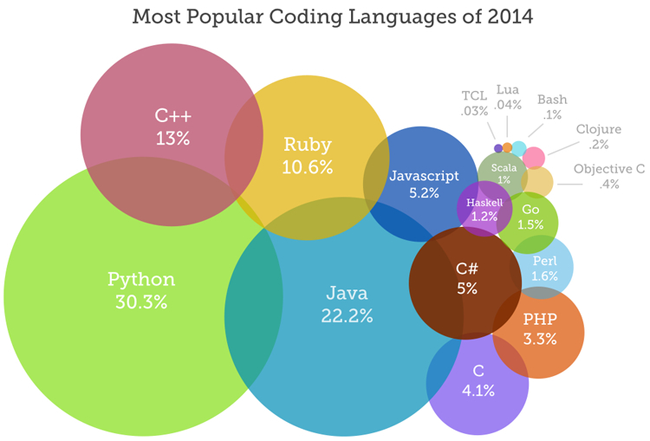 Most Popular Coding Languages of 2014
C++
13%
Ruby
10.6%
Javascript
5.2%
TCL
.03%
Lua
.04%
Bash
.1%
Clojure
.2%
Objective C
.4%
Scala
1%
Haskell
1.2%
Go
1.5%
Python
30.3%
Java
22.2%
C#
5%
Perl
1.6%
PHP
3.3%
C
4.1%